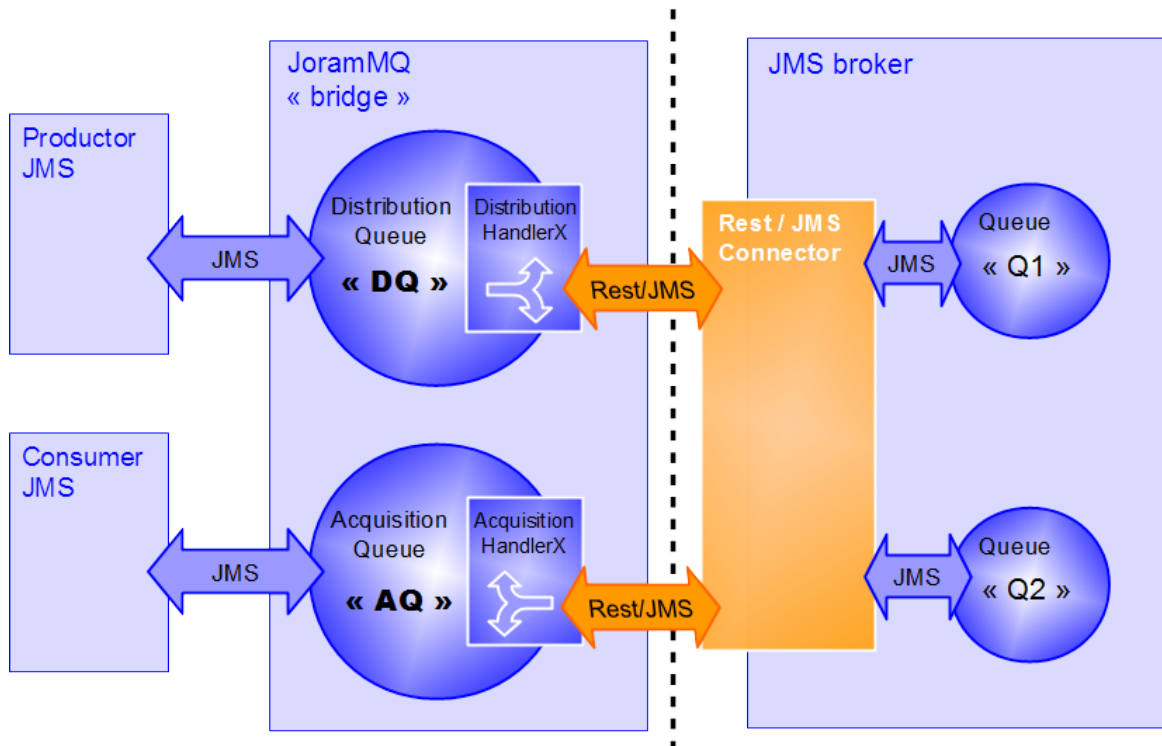 JoramMQ
« bridge »
JMS broker
Productor
JMS
JMS
Distribution
Queue
« DQ »
Distribution
HandlerX
Rest/JMS
Rest / JMS
Connector
JMS
Queue
« Q1 »
Consumer
JMS
JMS
Acquisition
Queue
« AQ »
Acquisition
HandlerX
Rest/JMS
JMS
Queue
« Q2 »